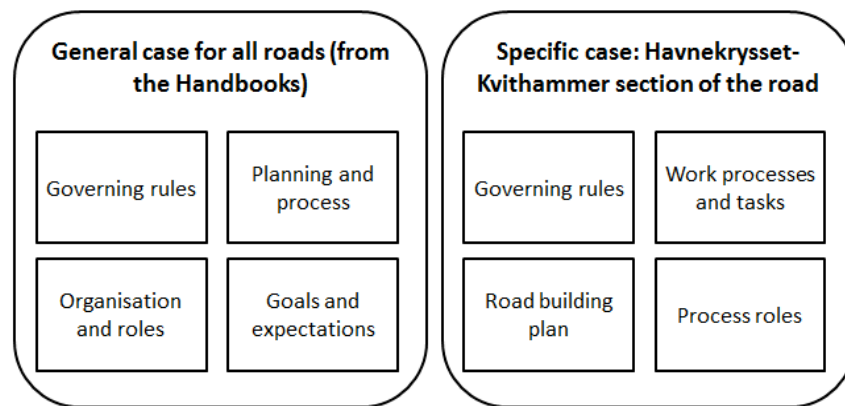 General case for all roads (from
the Handbooks)
Governing rules
Planning and
process
Organisation
and roles
Goals and
expectations
Specific case: Havnekrysset-
Kvithammer section of the road
Governing rules
Work processes
and tasks
Road building
plan
Process roles